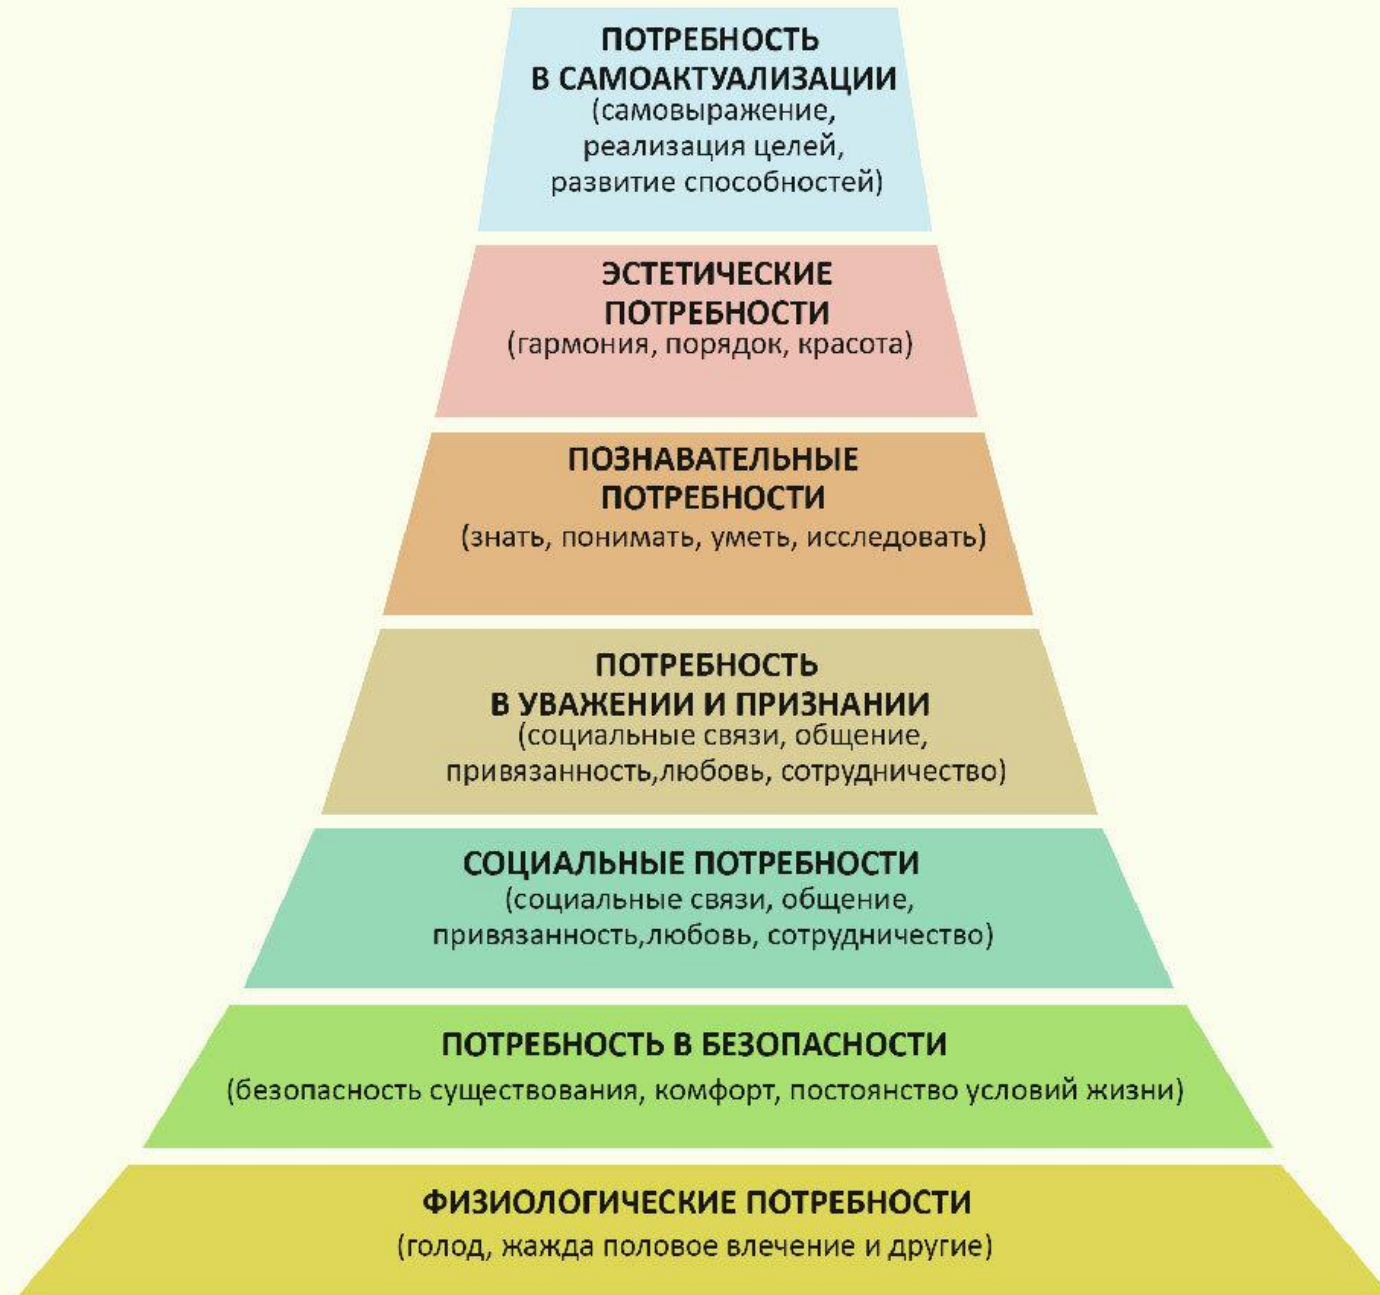 ПОТРЕБНОСТЬ
В САМОАКТУАЛИЗАЦИИ
(самовыражение,
реализация целей,
развитие способностей)
ЭСТЕТИЧЕСКИЕ
ПОТРЕБНОСТИ
(гармония, порядок, красота)
ПОЗНАВАТЕЛЬНЫЕ
ПОТРЕБНОСТИ
(знать, понимать, уметь, исследовать)
ПОТРЕБНОСТЬ
В УВАЖЕНИИ И ПРИЗНАНИИ
(социальные связи, общение,
привязанность,любовь, сотрудничество)
СОЦИАЛЬНЫЕ ПОТРЕБНОСТИ
(социальные связи, общение,
привязанность,любовь, сотрудничество)
ПОТРЕБНОСТЬ В БЕЗОПАСНОСТИ
(безопасность существования, комфорт, постоянство условий жизни)
ФИЗИОЛОГИЧЕСКИЕ ПОТРЕБНОСТИ
(голод, жажда половое влечение и другие)